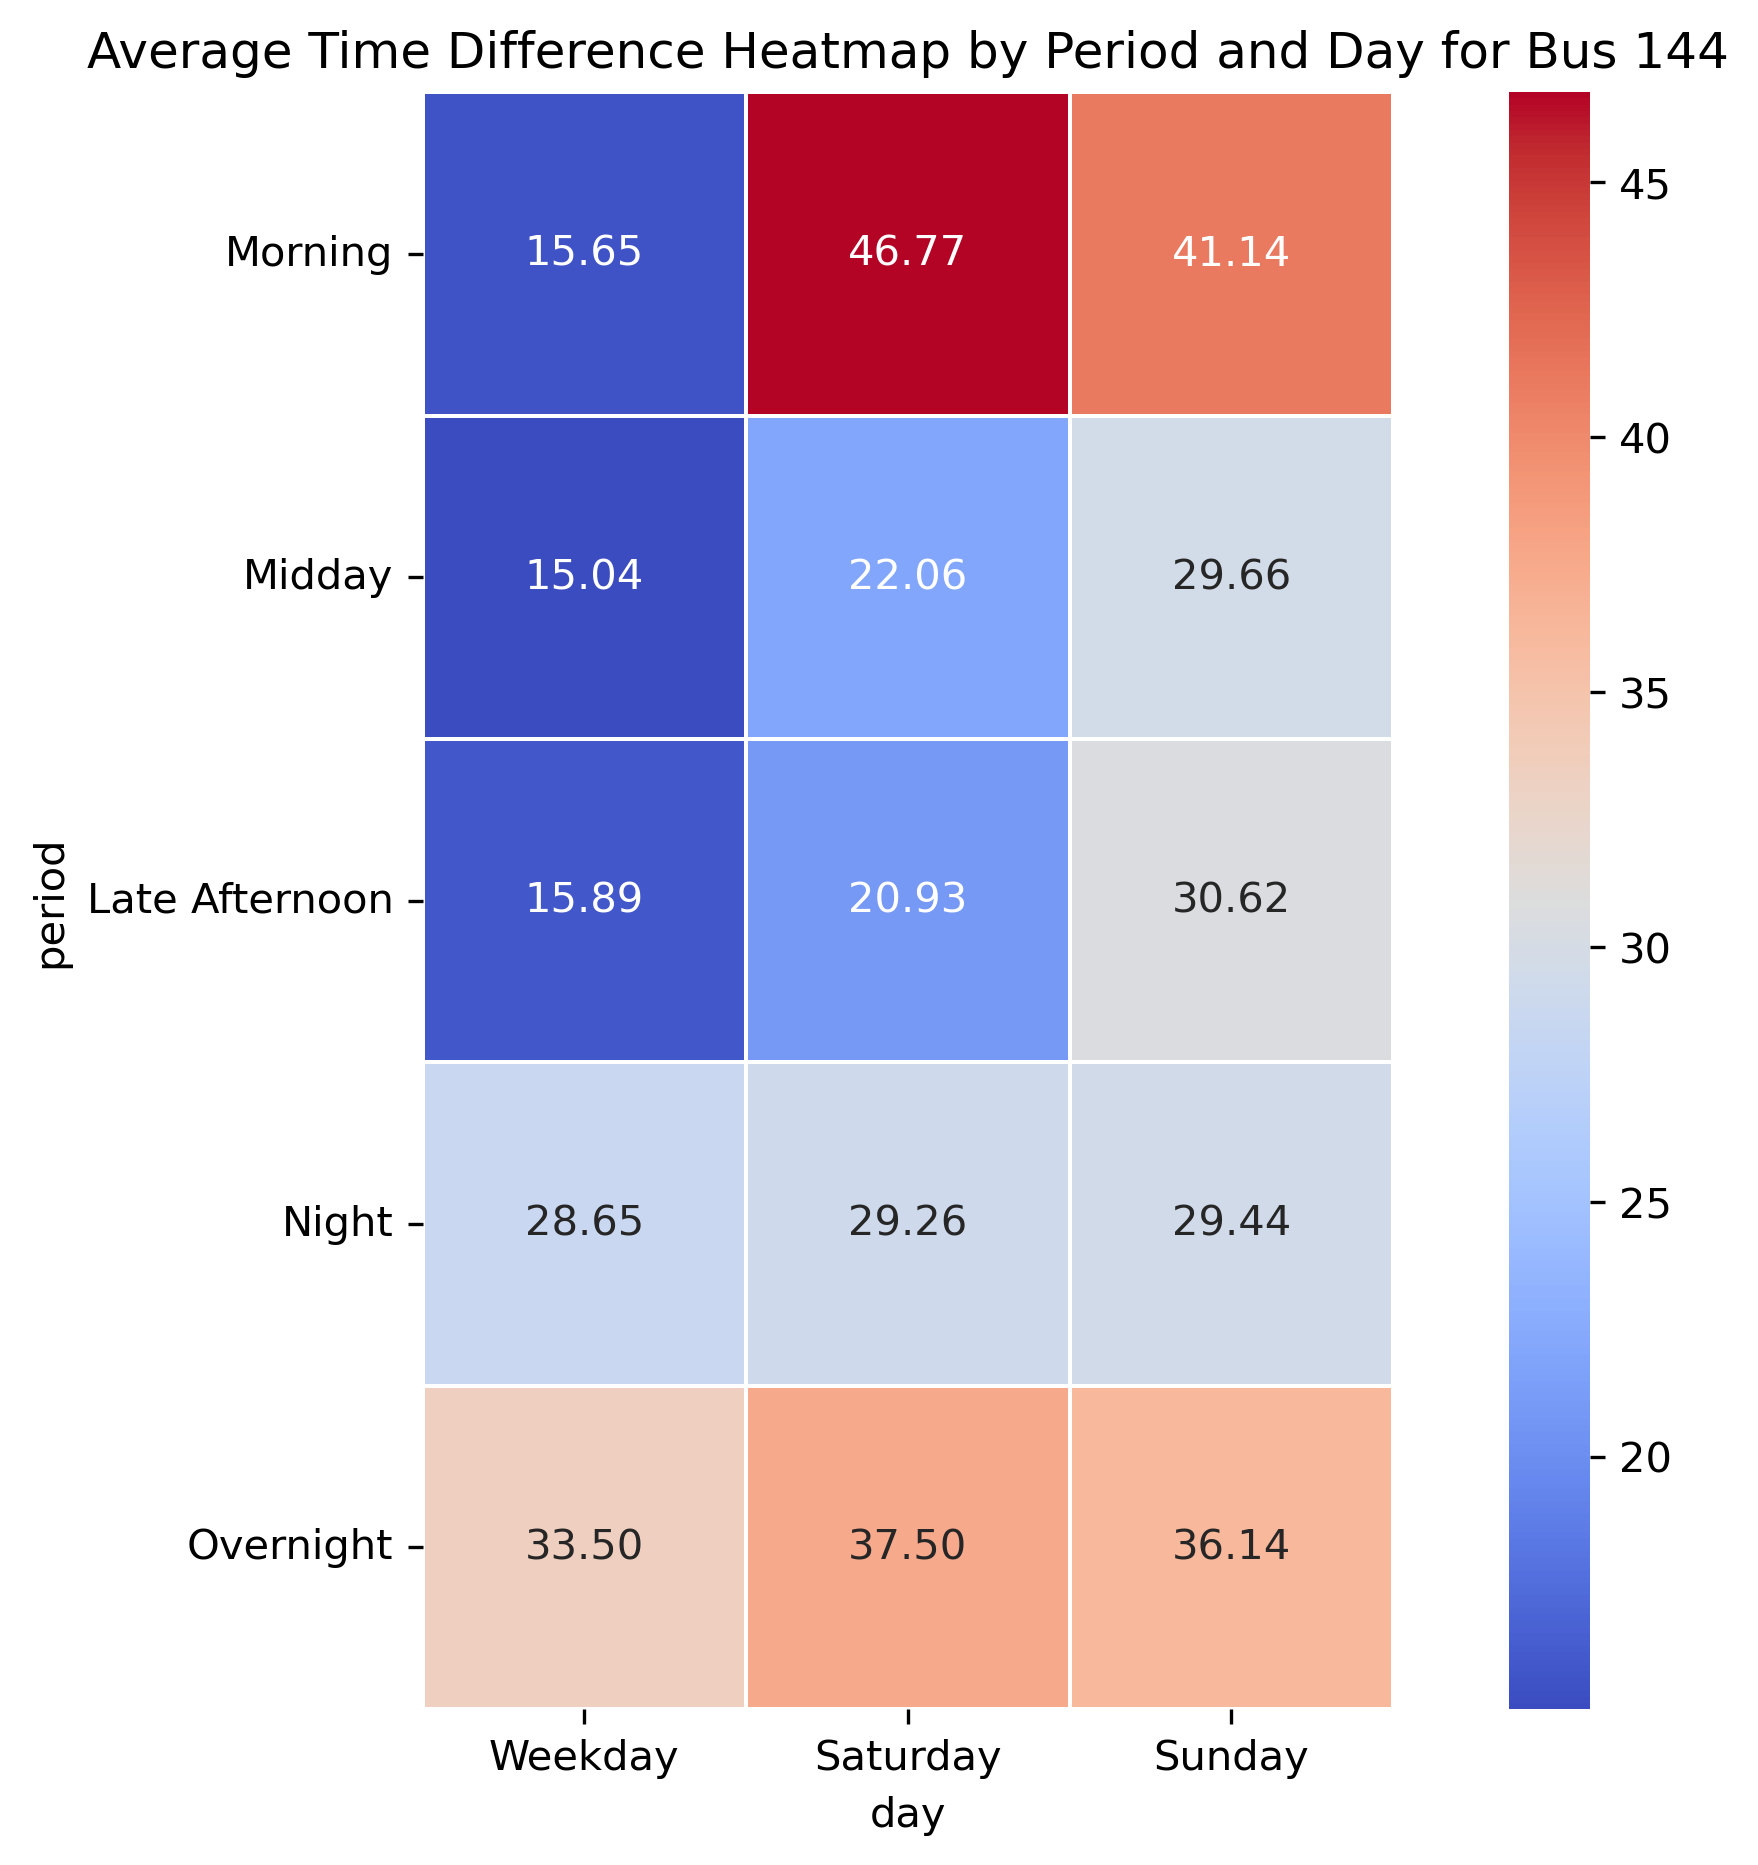 Average Time Difference Heatmap by Period and Day for Bus 144
period
Morning 15.65 46.77 41.14
Midday 15.04 22.06 29.66
Late Afternoon 15.89 20.93 30.62
Night 28.65 29.26 29.44
Overnight 33.50 37.50 36.14
Weekday Saturday Sunday
day
45
40
35
30
25
20